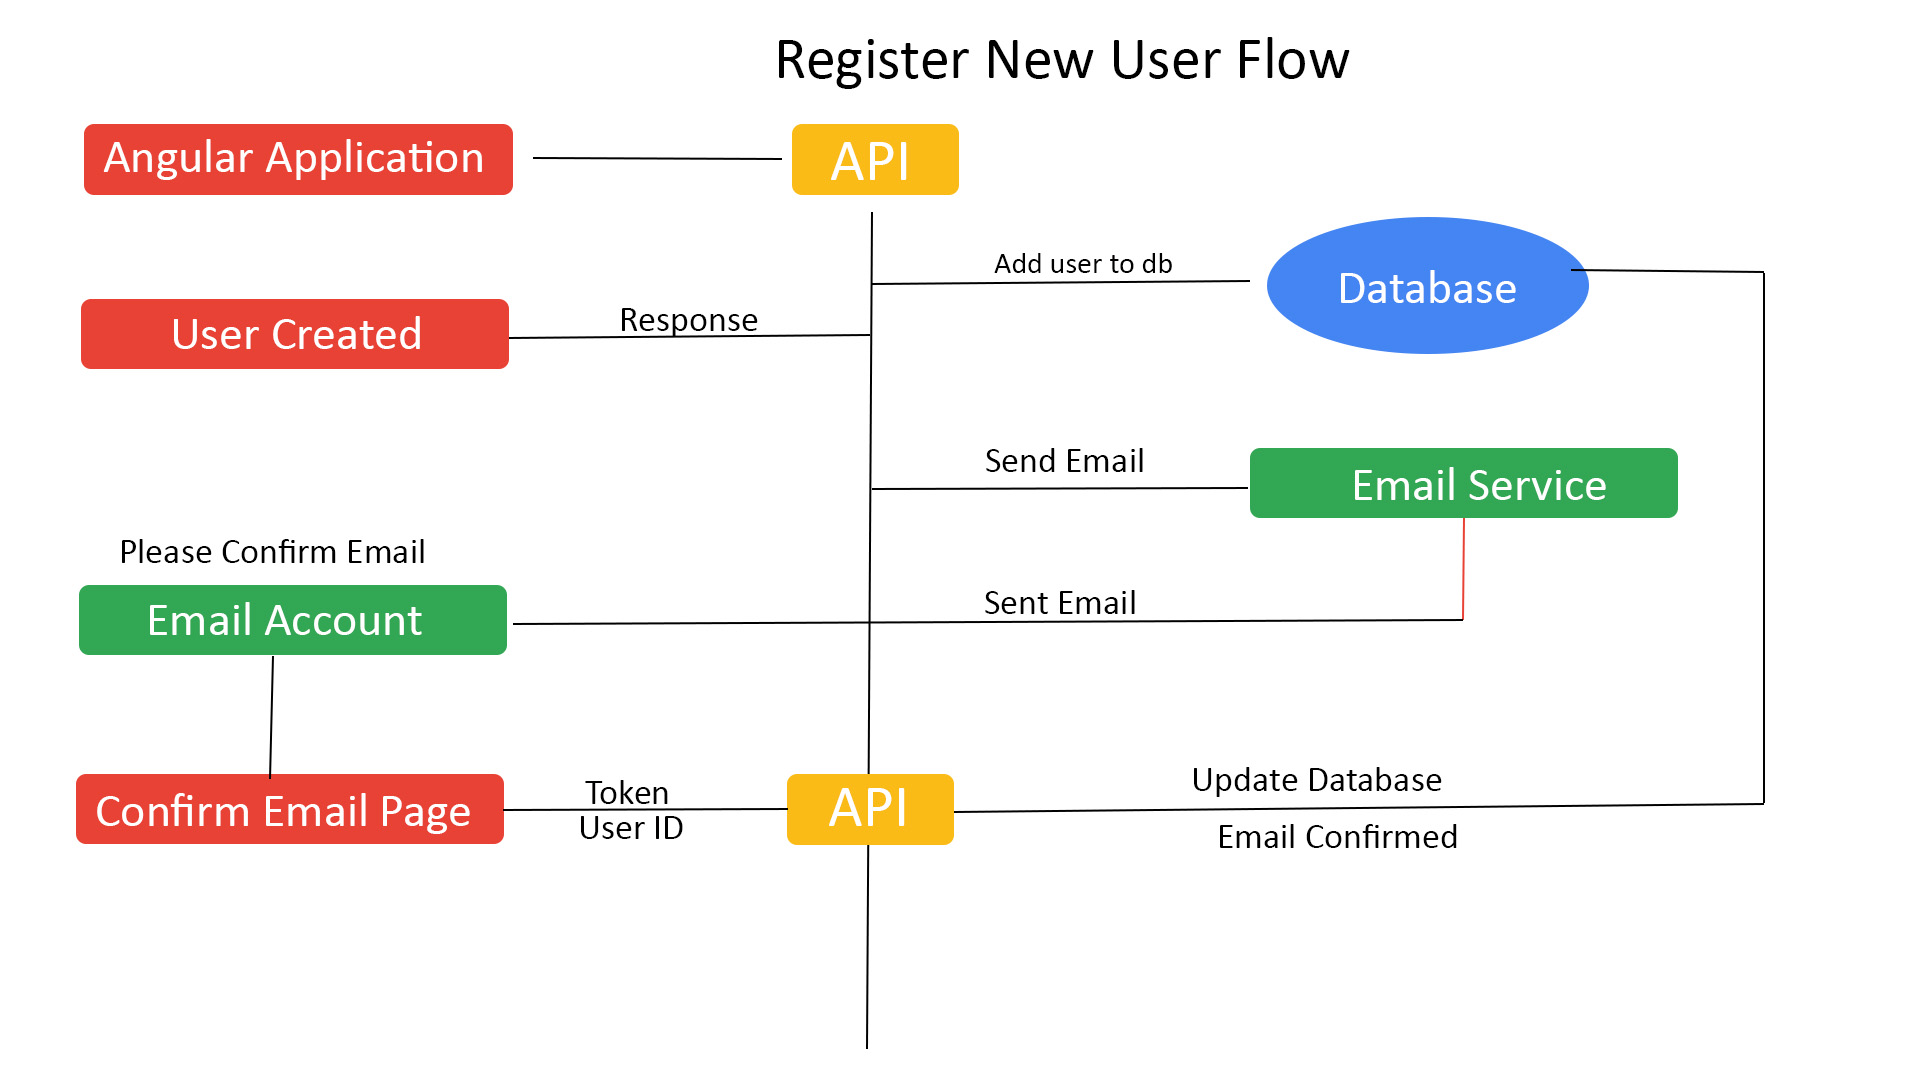 Register New User Flow
Angular Application
API
Add user to db
Database
User Created
Response
Send Email
Email Service
Please Confirm Email
Email Account
Sent Email
Confirm Email Page
Token
User ID
API
Update Database
Email Confirmed